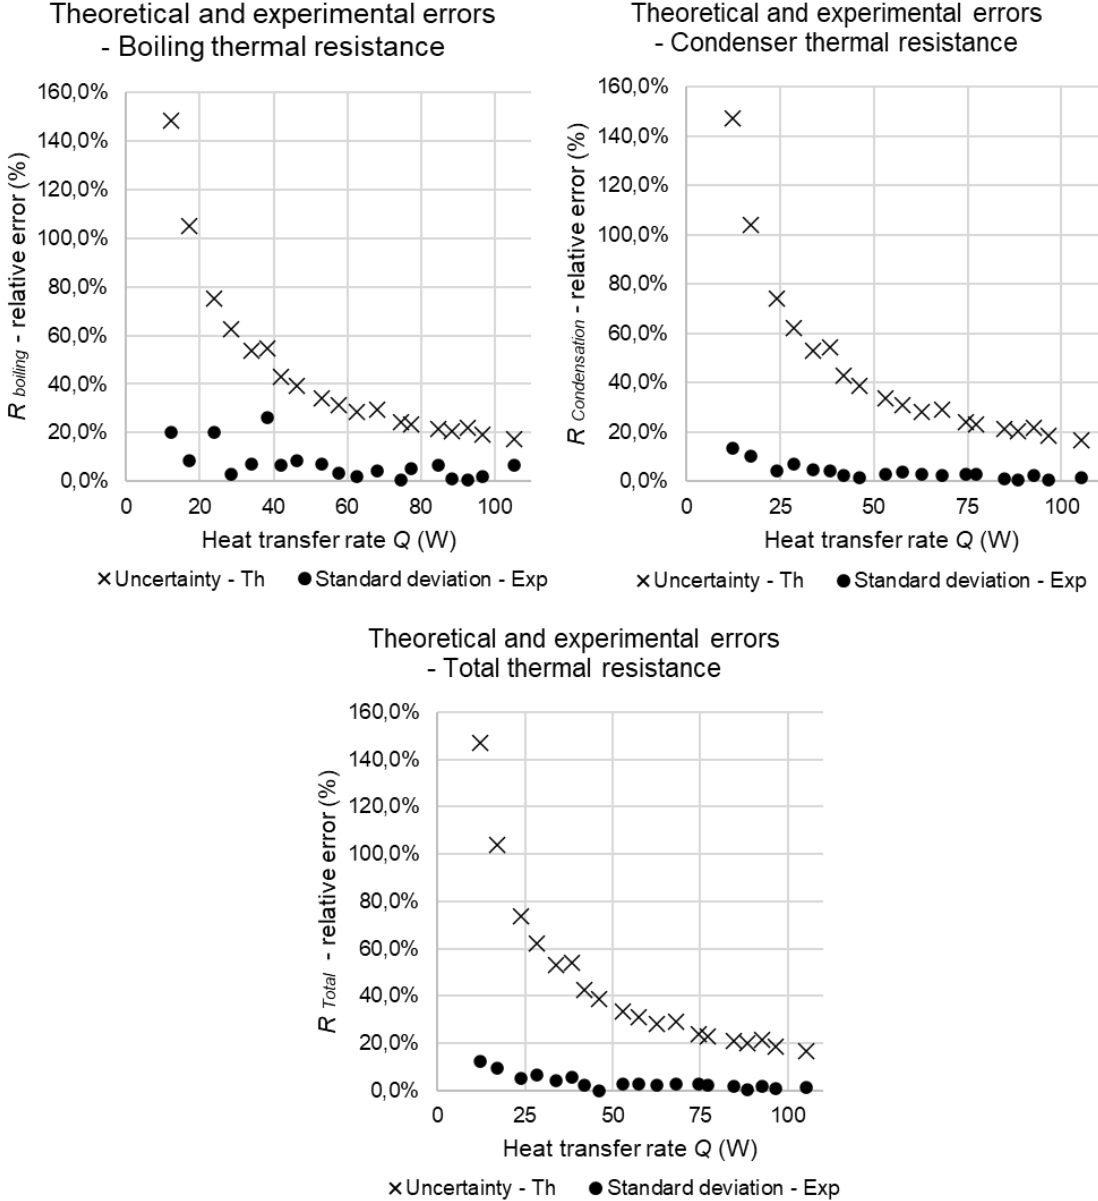 Theoretical and experimental errors
- Boiling thermal resistance
160,0%
140,0%
120,0%
100,0%
80,0%
60,0%
40,0%
20,0%
0,0%
R boiling - relative error (%)
0 20 40 60 80 100
Heat transfer rate Q (W)
×Uncertainty - Th ●Standard deviation - Exp
Theoretical and experimental errors
- Condenser thermal resistance
160,0%
140,0%
120,0%
100,0%
80,0%
60,0%
40,0%
20,0%
0,0%
R Condensation - relative error (%)
0 25 50 75 100
Heat transfer rate Q (W)
×Uncertainty - Th ●Standard deviation - Exp
Theoretical and experimental errors
- Total thermal resistance
160,0%
140,0%
120,0%
100,0%
80,0%
60,0%
40,0%
20,0%
0,0%
R Total - relative error (%)
0 25 50 75 100
Heat transfer rate Q (W)
×Uncertainty - Th ●Standard deviation - Exp